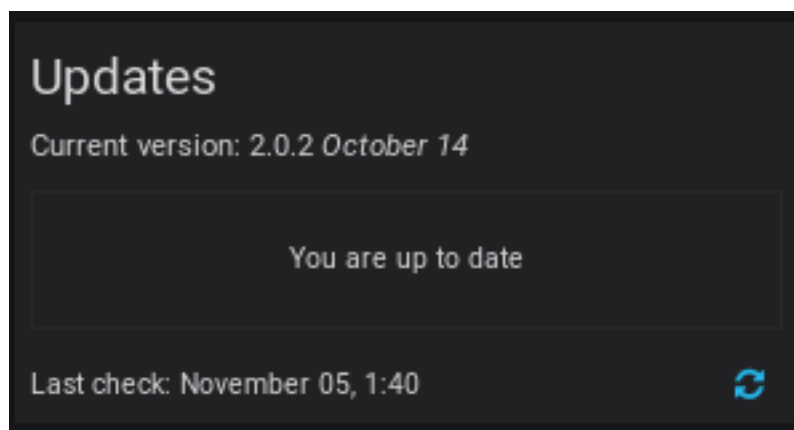 Updates
Current version: 2.0.2 October 14
You are up to date
Last check: November 05, 1:40